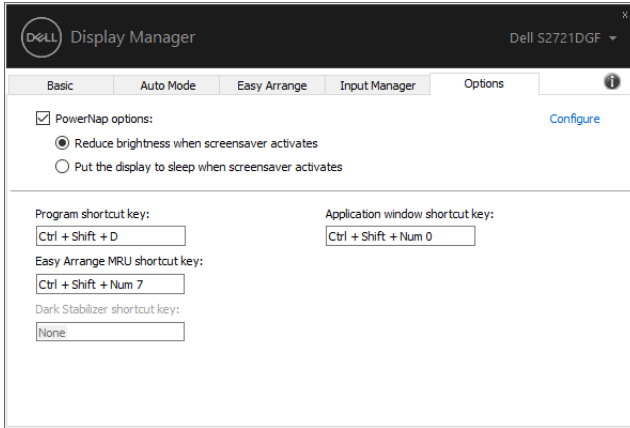 x
DELL Display Manager
Dell S2721DGF
Basic Auto Mode Easy Arrange Input Manager Options
PowerNap options: Configure
Reduce brightness when screensaver activates
Put the display to sleep when screensaver activates
Program shortcut key: Application window shortcut key:
Ctrl + Shift + D Ctrl + Shift + Num 0
Easy Arrange MRU shortcut key:
Ctrl + Shift + Num 7
Dark Stabilizer shortcut key:
None